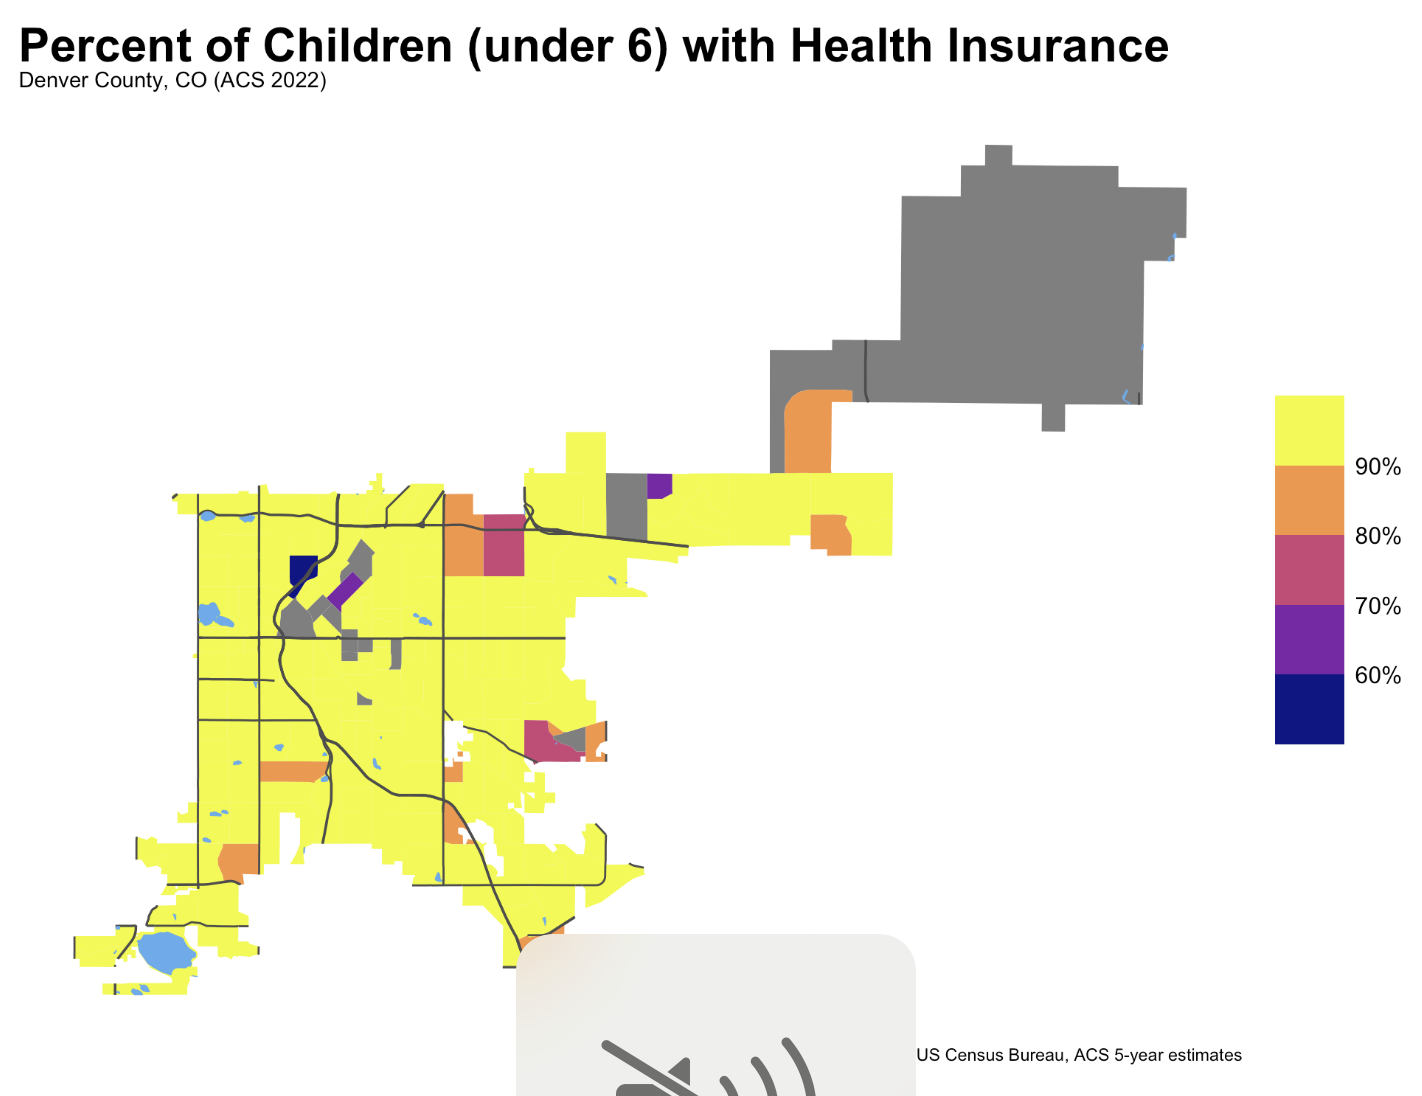 Percent of Children (under 6) with Health Insurance
Denver County, CO (ACS 2022)
90%
80%
70%
60%
US Census Bureau, ACS 5-year estimates